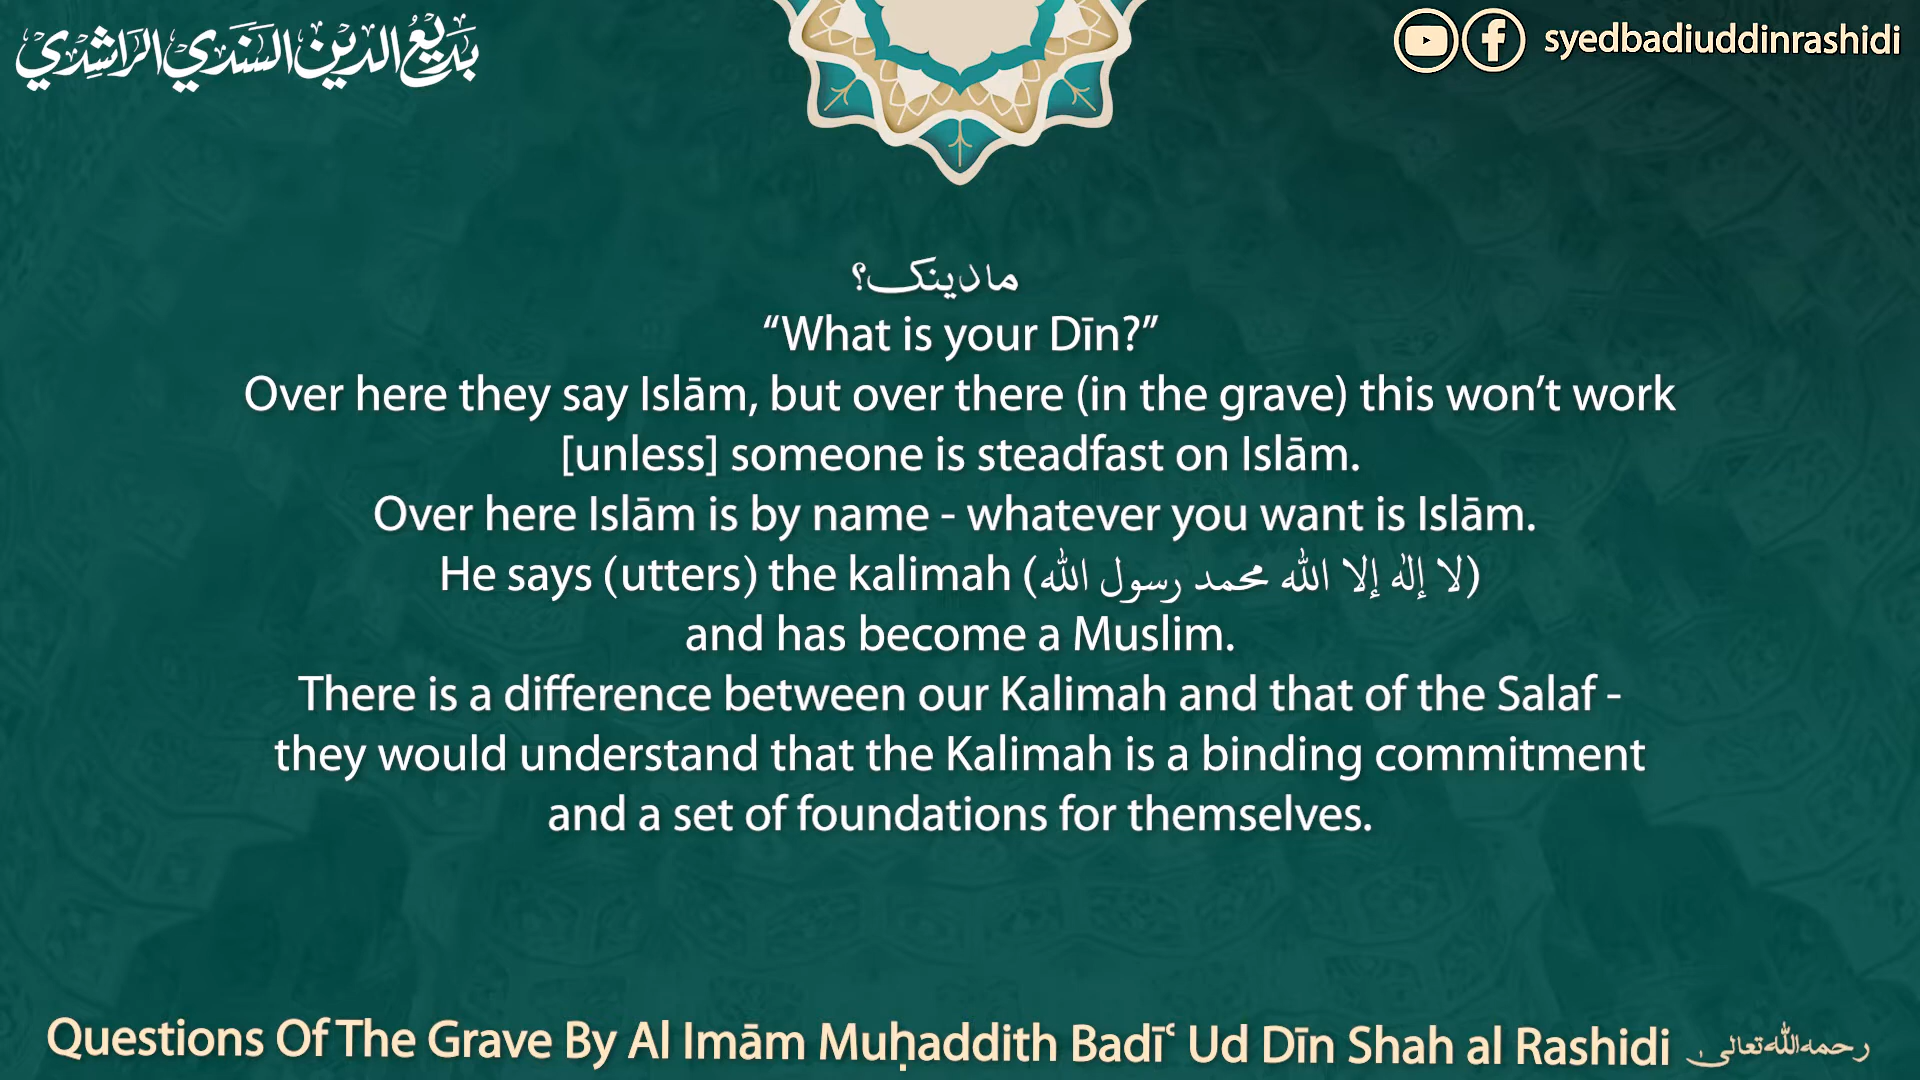 بديع الدين السندي الراشدي
syedbadiuddinrashidi
ما دينک؟
“What is your Dīn?”
Over here they say Islām, but over there (in the grave) this won’t work
[unless] someone is steadfast on Islām.
Over here Islām is by name - whatever you want is Islām.
He says (utters) the kalimah (لا إله إلا الله محمد رسول الله)
and has become a Muslim.
There is a difference between our Kalimah and that of the Salaf -
they would understand that the Kalimah is a binding commitment
and a set of foundations for themselves.
Questions Of The Grave By Al Imām Muḥaddith Badīʿ Ud Dīn Shah al Rashidi رحمه الله تعالى